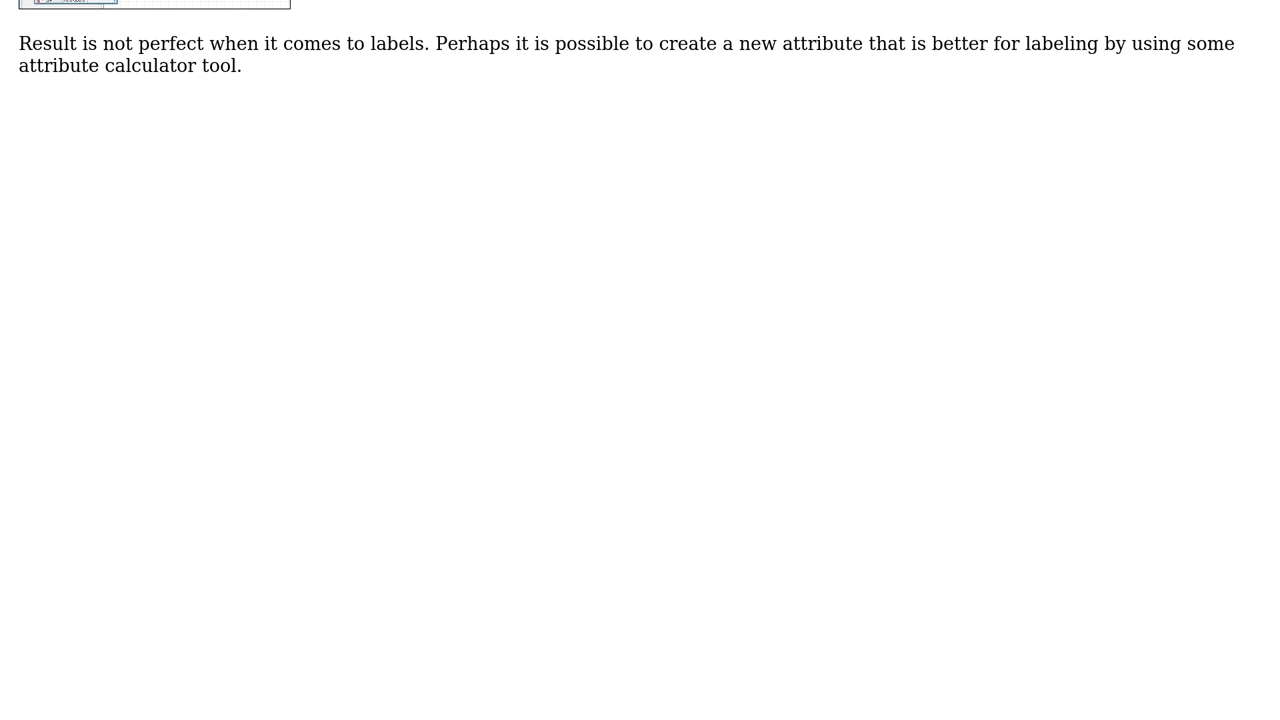 Result is not perfect when it comes to labels. Perhaps it is possible to create a new attribute that is better for labeling by using some
attribute calculator tool.